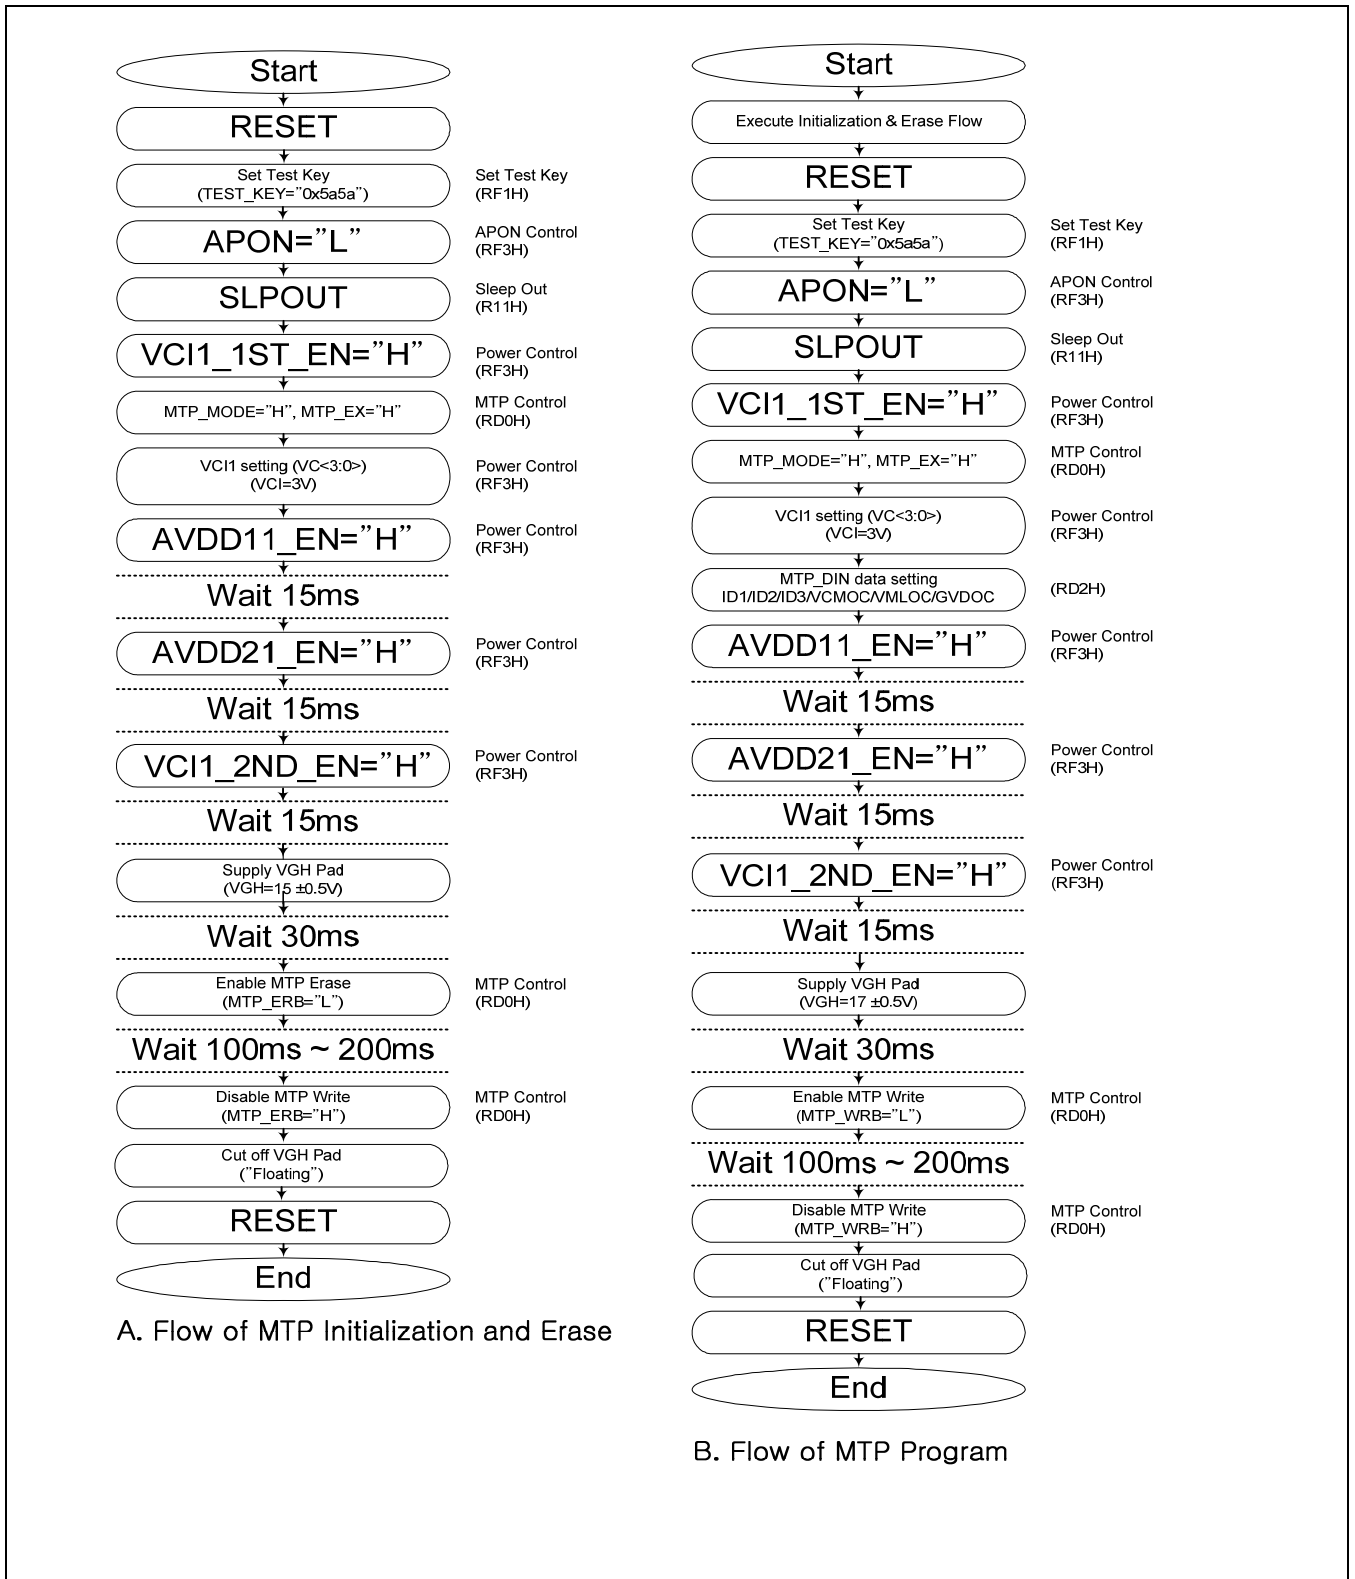 Start
RESET
Set Test Key
(TEST_KEY="0x5a5a")
Set Test Key
(RF1H)
APON="L"
APON Control
(RF3H)
SLPOUT
Sleep Out
(R11H)
VCI1_1ST_EN="H"
Power Control
(RF3H)
MTP_MODE="H", MTP_EX="H"
MTP Control
(RD0H)
VCI1 setting (VC<3:0>)
(VCI=3V)
Power Control
(RF3H)
AVDD11_EN="H"
Power Control
(RF3H)
Wait 15ms
AVDD21_EN="H"
Power Control
(RF3H)
Wait 15ms
VCI1_2ND_EN="H"
Power Control
(RF3H)
Wait 15ms
Supply VGH Pad
(VGH=15 ±0.5V)
Wait 30ms
Enable MTP Erase
(MTP_ERB="L")
MTP Control
(RD0H)
Wait 100ms ~ 200ms
Disable MTP Write
(MTP_ERB="H")
MTP Control
(RD0H)
Cut off VGH Pad
("Floating")
RESET
End
A. Flow of MTP Initialization and Erase
Start
Execute Initialization & Erase Flow
RESET
Set Test Key
(TEST_KEY="0x5a5a")
Set Test Key
(RF1H)
APON="L"
APON Control
(RF3H)
SLPOUT
Sleep Out
(R11H)
VCI1_1ST_EN="H"
Power Control
(RF3H)
MTP_MODE="H", MTP_EX="H"
MTP Control
(RD0H)
VCI1 setting (VC<3:0>)
(VCI=3V)
Power Control
(RF3H)
MTP_DIN data setting
ID1/ID2/ID3/VCMOC/VMLOC/GVDOC
(RD2H)
AVDD11_EN="H"
Power Control
(RF3H)
Wait 15ms
AVDD21_EN="H"
Power Control
(RF3H)
Wait 15ms
VCI1_2ND_EN="H"
Power Control
(RF3H)
Wait 15ms
Supply VGH Pad
(VGH=17 ±0.5V)
Wait 30ms
Enable MTP Write
(MTP_WRB="L")
MTP Control
(RD0H)
Wait 100ms ~ 200ms
Disable MTP Write
(MTP_WRB="H")
MTP Control
(RD0H)
Cut off VGH Pad
("Floating")
RESET
End
B. Flow of MTP Program